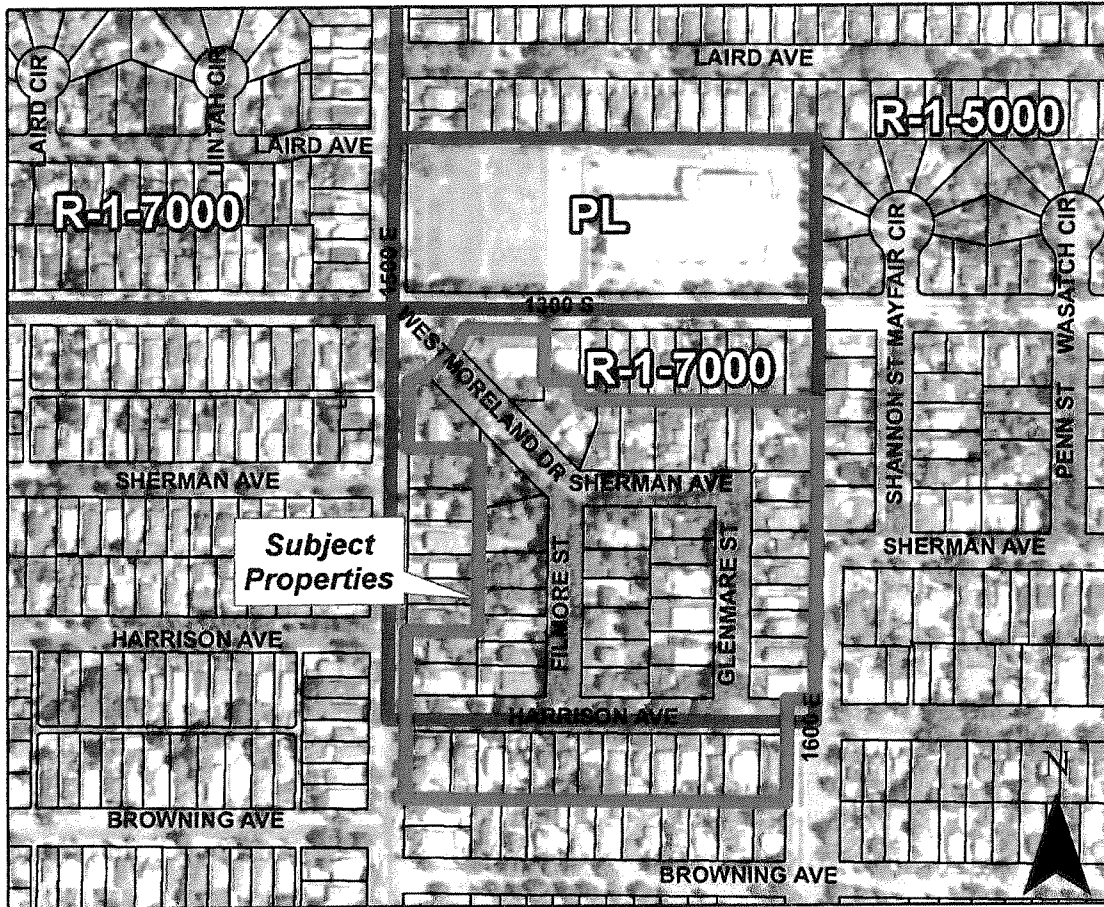 LAIRD AVE
LAIRD CIR
UINTAH CIR
R-1-5000
LAIRD AVE
R-1-7000
PL
MAYFAIR CIR
WASATCH CIR
1500 E
1300 S
WESTMORELAND DR
R-1-7000
SHANNON ST
PENN ST
SHERMAN AVE
SHERMAN AVE
Subject
Properties
FILMORE ST
GLENMARE ST
SHERMAN AVE
HARRISON AVE
HARRISON AVE
1600 E
N
BROWNING AVE
BROWNING AVE